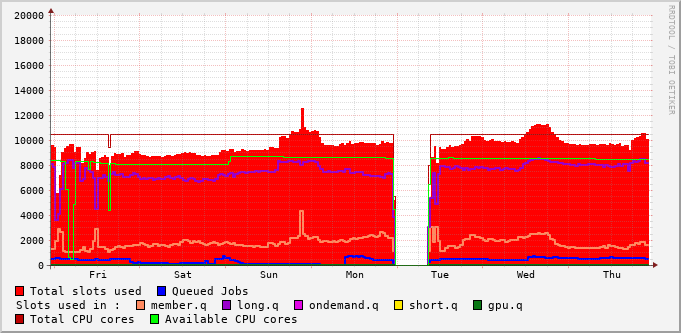 20000
18000
16000
14000
12000
10000
8000
6000
4000
2000
0
Fri Sat Sun Mon Tue Wed Thu
RRDTOOL / TOBI OETIKER
Total slots used Queued Jobs
Slots used in : member.q long.q ondemand.q short.q gpu.q
Total CPU cores Available CPU cores